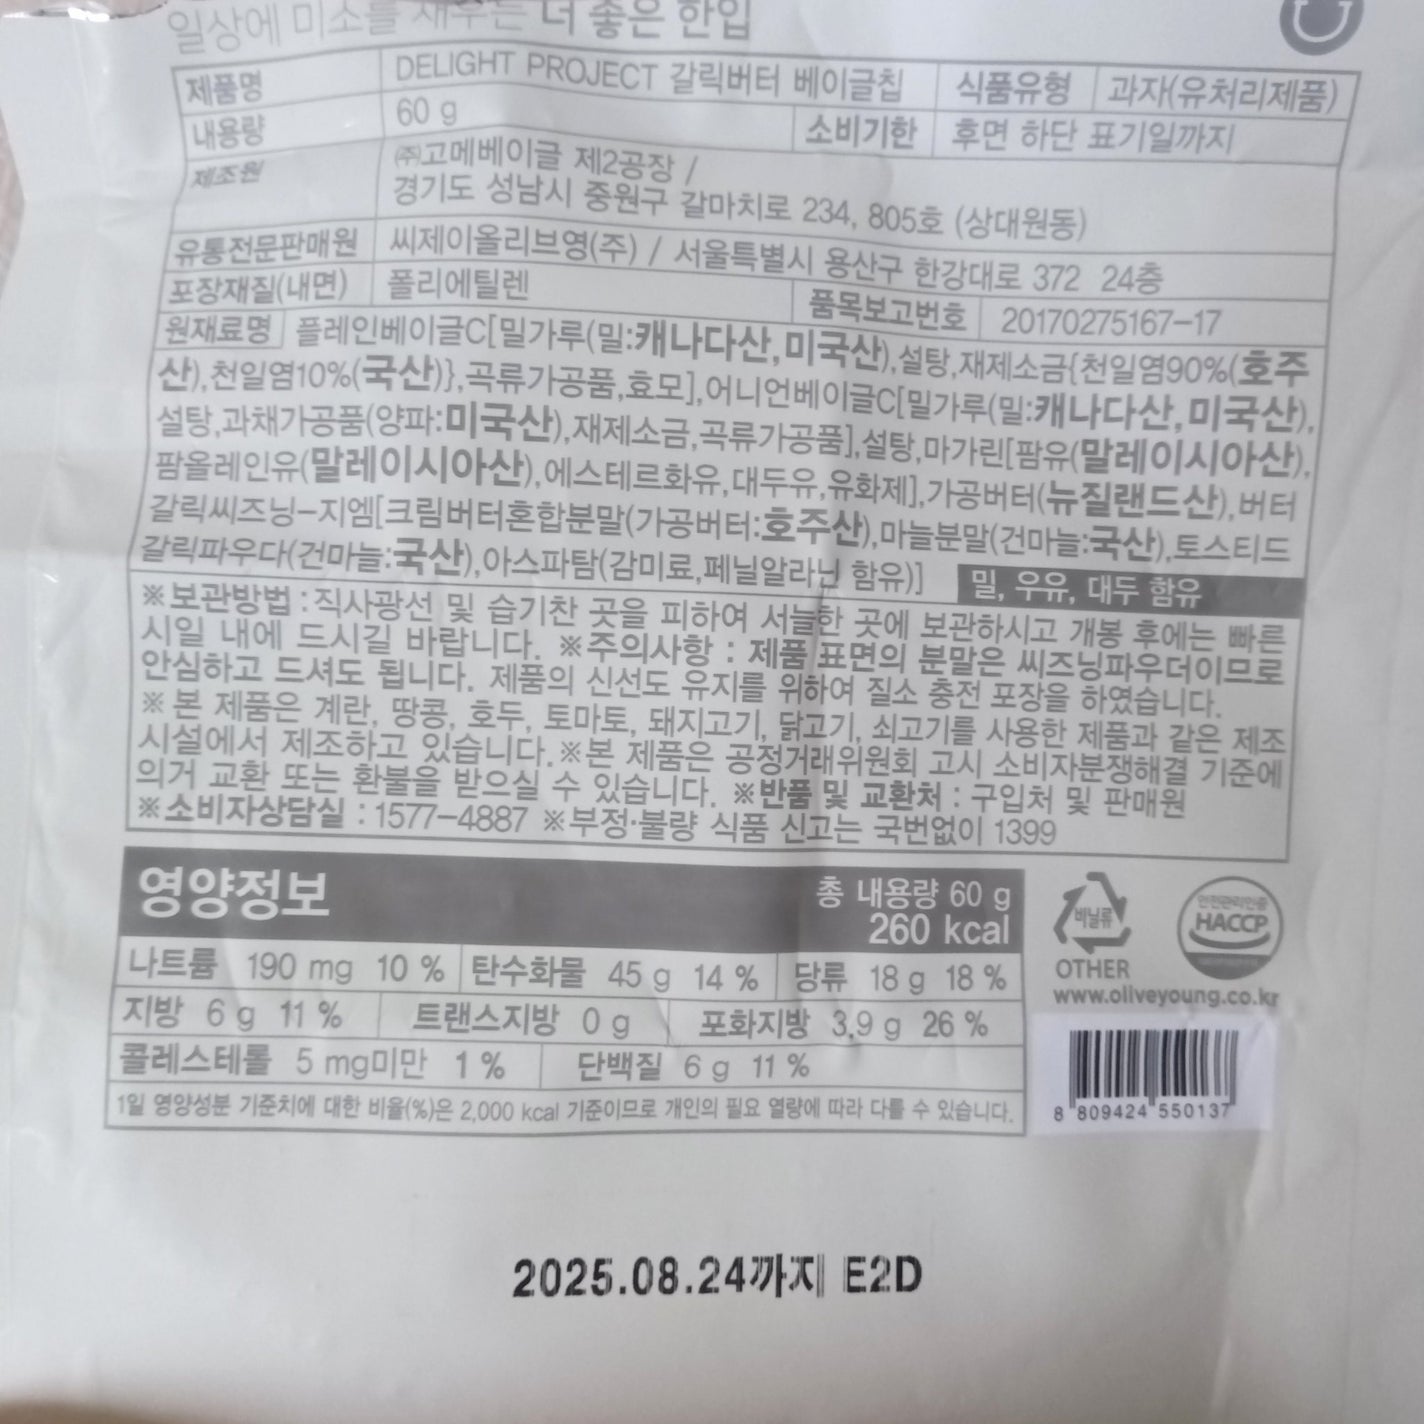 일상에 미소를 채우는 더 좋은 한입
제품명 DELIGHT PROJECT 갈릭버터 베이글칩 식품유형 과자(유처리제품)
내용량 60 g 소비기한 후면 하단 표기일까지
제조원 ㈜고메베이글 제2공장 /
경기도 성남시 중원구 갈마치로 234, 805호 (상대원동)
유통전문판매원 씨제이올리브영(주) / 서울특별시 용산구 한강대로 372 24층
포장재질(내면) 폴리에틸렌 품목보고번호 20170275167-17
원재료명 플레인베이글C[밀가루(밀:캐나다산,미국산),설탕,재제소금{천일염90%(호주
산),천일염10%(국산)},곡류가공품,효모],어니언베이글C[밀가루(밀:캐나다산,미국산),
설탕,과채가공품(양파:미국산),재제소금,곡류가공품],설탕,마가린[팜유(말레이시아산),
팜올레인유(말레이시아산),에스테르화유,대두유,유화제],가공버터(뉴질랜드산),버터
갈릭씨즈닝-지엠[크림버터혼합분말(가공버터:호주산),마늘분말(건마늘:국산),토스티드
갈릭파우다(건마늘:국산),아스파탐(감미료,페닐알라닌 함유)] 밀, 우유, 대두 함유
※보관방법 : 직사광선 및 습기찬 곳을 피하여 서늘한 곳에 보관하시고 개봉 후에는 빠른
시일 내에 드시길 바랍니다. ※주의사항 : 제품 표면의 분말은 씨즈닝파우더이므로
안심하고 드셔도 됩니다. 제품의 신선도 유지를 위하여 질소 충전 포장을 하였습니다.
※본 제품은 계란, 땅콩, 호두, 토마토, 돼지고기, 닭고기, 쇠고기를 사용한 제품과 같은 제조
시설에서 제조하고 있습니다.※본 제품은 공정거래위원회 고시 소비자분쟁해결 기준에
의거 교환 또는 환불을 받으실 수 있습니다. ※반품 및 교환처 : 구입처 및 판매원
※소비자상담실 : 1577-4887 ※부정·불량 식품 신고는 국번없이 1399
영양정보 총 내용량 60 g
260 kcal
나트륨 190 mg 10 % 탄수화물 45 g 14 % 당류 18 g 18 %
지방 6 g 11 % 트랜스지방 0 g 포화지방 3.9 g 26 %
콜레스테롤 5 mg미만 1 % 단백질 6 g 11 %
1일 영양성분 기준치에 대한 비율(%)은 2,000 kcal 기준이므로 개인의 필요 열량에 따라 다를 수 있습니다.
비닐류
OTHER
안전관리인증
HACCP
www.oliveyoung.co.kr
8 809424 550137
2025.08.24까지 E2D